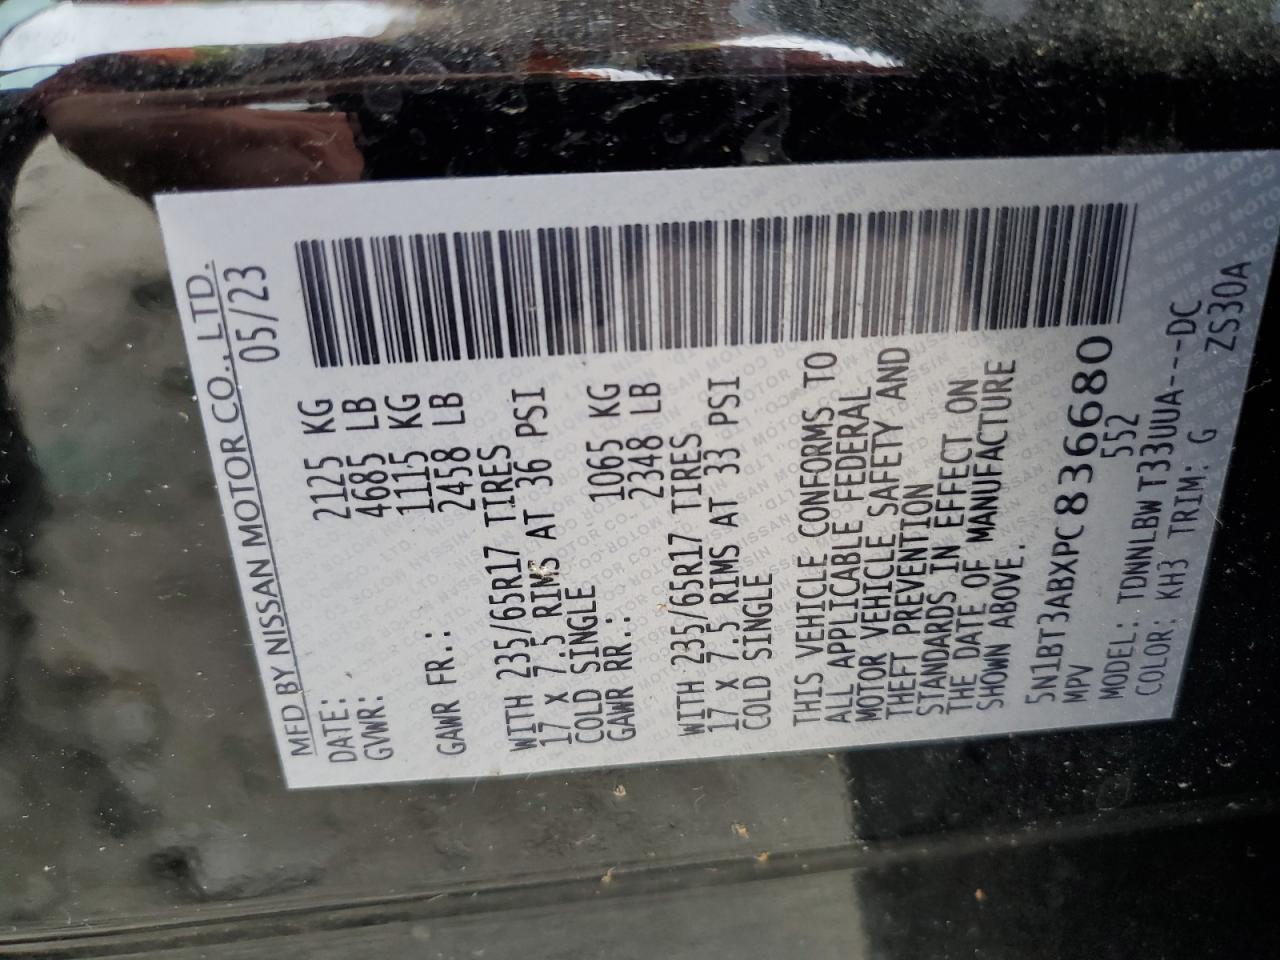 MFD BY NISSAN MOTOR CO., LTD.
DATE: 05/23
GVWR: 2125 KG
4685 LB
GAWR FR.: 1115 KG
2458 LB
WITH 235/65R17 TIRES
17 X 7.5 RIMS AT 36 PSI
COLD SINGLE
GAWR RR.: 1065 KG
2348 LB
WITH 235/65R17 TIRES
17 X 7.5 RIMS AT 33 PSI
COLD SINGLE
THIS VEHICLE CONFORMS TO
ALL APPLICABLE FEDERAL
MOTOR VEHICLE SAFETY AND
THEFT PREVENTION
STANDARDS IN EFFECT ON
THE DATE OF MANUFACTURE
SHOWN ABOVE.
5N1BT3ABXPC836680
MPV 552
MODEL: TDNNLBW T33UUA---DC
COLOR: KH3 TRIM: G ZS30A